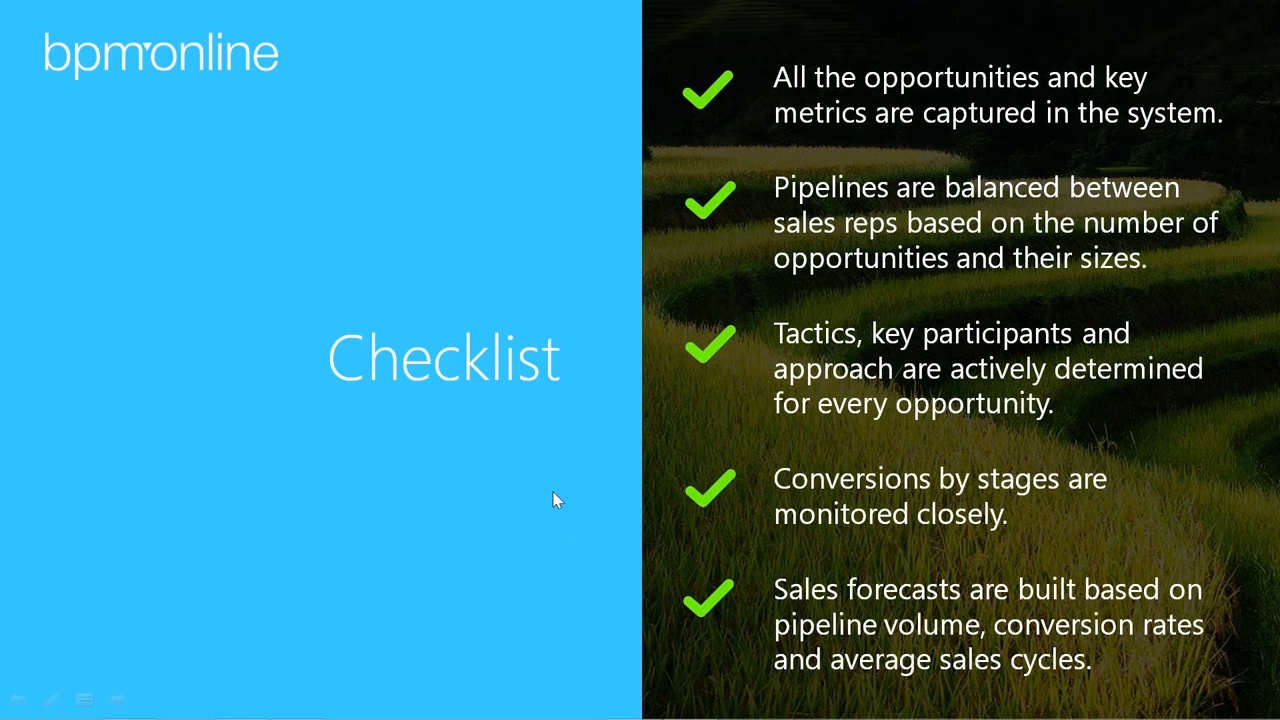 bpm'online
Checklist
All the opportunities and key
metrics are captured in the system.
Pipelines are balanced between
sales reps based on the number of
opportunities and their sizes.
Tactics, key participants and
approach are actively determined
for every opportunity.
Conversions by stages are
monitored closely.
Sales forecasts are built based on
pipeline volume, conversion rates
and average sales cycles.